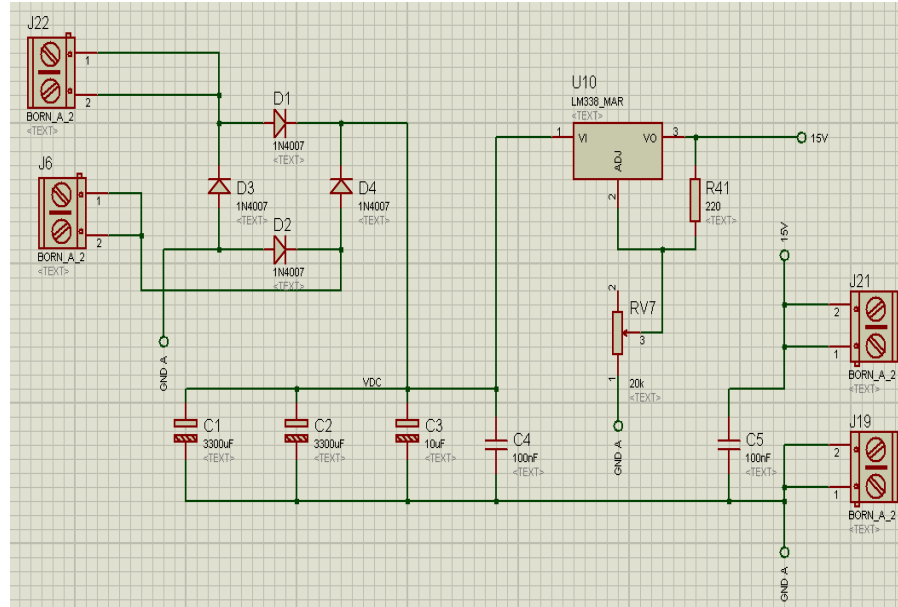 J22
1
2
BORN_A_2
<TEXT>
J6
1
2
BORN_A_2
<TEXT>
D1
1N4007
<TEXT>
D3
1N4007
<TEXT>
D4
1N4007
<TEXT>
D2
1N4007
<TEXT>
GND A
U10
LM338_MAR
<TEXT>
1
VI
VO
3
ADJ
2
15V
R41
220
<TEXT>
2
RV7
3
1
20k
<TEXT>
GND A
15V
J21
2
1
BORN_A_2
<TEXT>
VDC
C1
3300uF
<TEXT>
C2
3300uF
<TEXT>
C3
10uF
<TEXT>
C4
100nF
<TEXT>
C5
100nF
<TEXT>
J19
2
1
BORN_A_2
<TEXT>
GND A